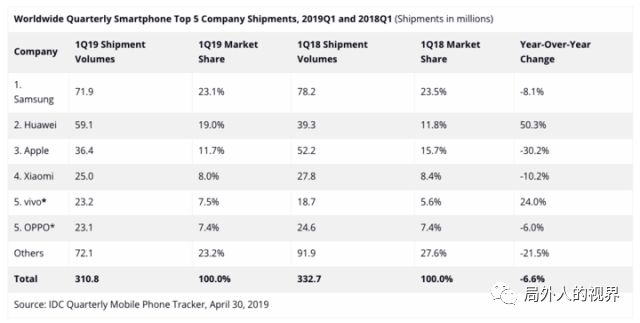 Worldwide Quarterly Smartphone Top 5 Company Shipments, 2019Q1 and 2018Q1 (Shipments in millions)
Company 1Q19 Shipment Volumes 1Q19 Market Share 1Q18 Shipment Volumes 1Q18 Market Share Year-Over-Year Change
1. Samsung 71.9 23.1% 78.2 23.5% -8.1%
2. Huawei 59.1 19.0% 39.3 11.8% 50.3%
3. Apple 36.4 11.7% 52.2 15.7% -30.2%
4. Xiaomi 25.0 8.0% 27.8 8.4% -10.2%
5. vivo* 23.2 7.5% 18.7 5.6% 24.0%
5. OPPO* 23.1 7.4% 24.6 7.4% -6.0%
Others 72.1 23.2% 91.9 27.6% -21.5%
Total 310.8 100.0% 332.7 100.0% -6.6%
Source: IDC Quarterly Mobile Phone Tracker, April 30, 2019
局外人的视界